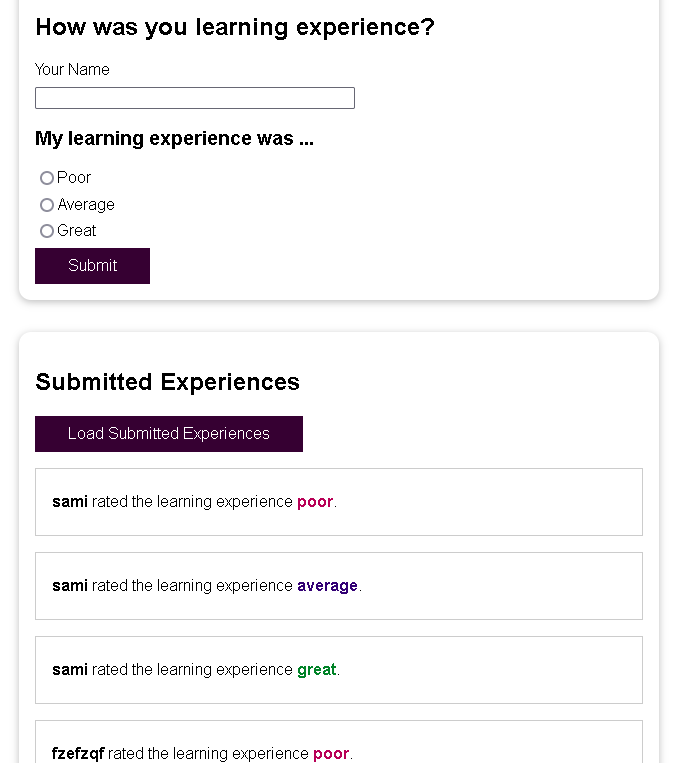 How was you learning experience?
Your Name
My learning experience was ...
Poor
Average
Great
Submit
Submitted Experiences
Load Submitted Experiences
sami rated the learning experience poor.
sami rated the learning experience average.
sami rated the learning experience great.
fzefzqf rated the learning experience poor.